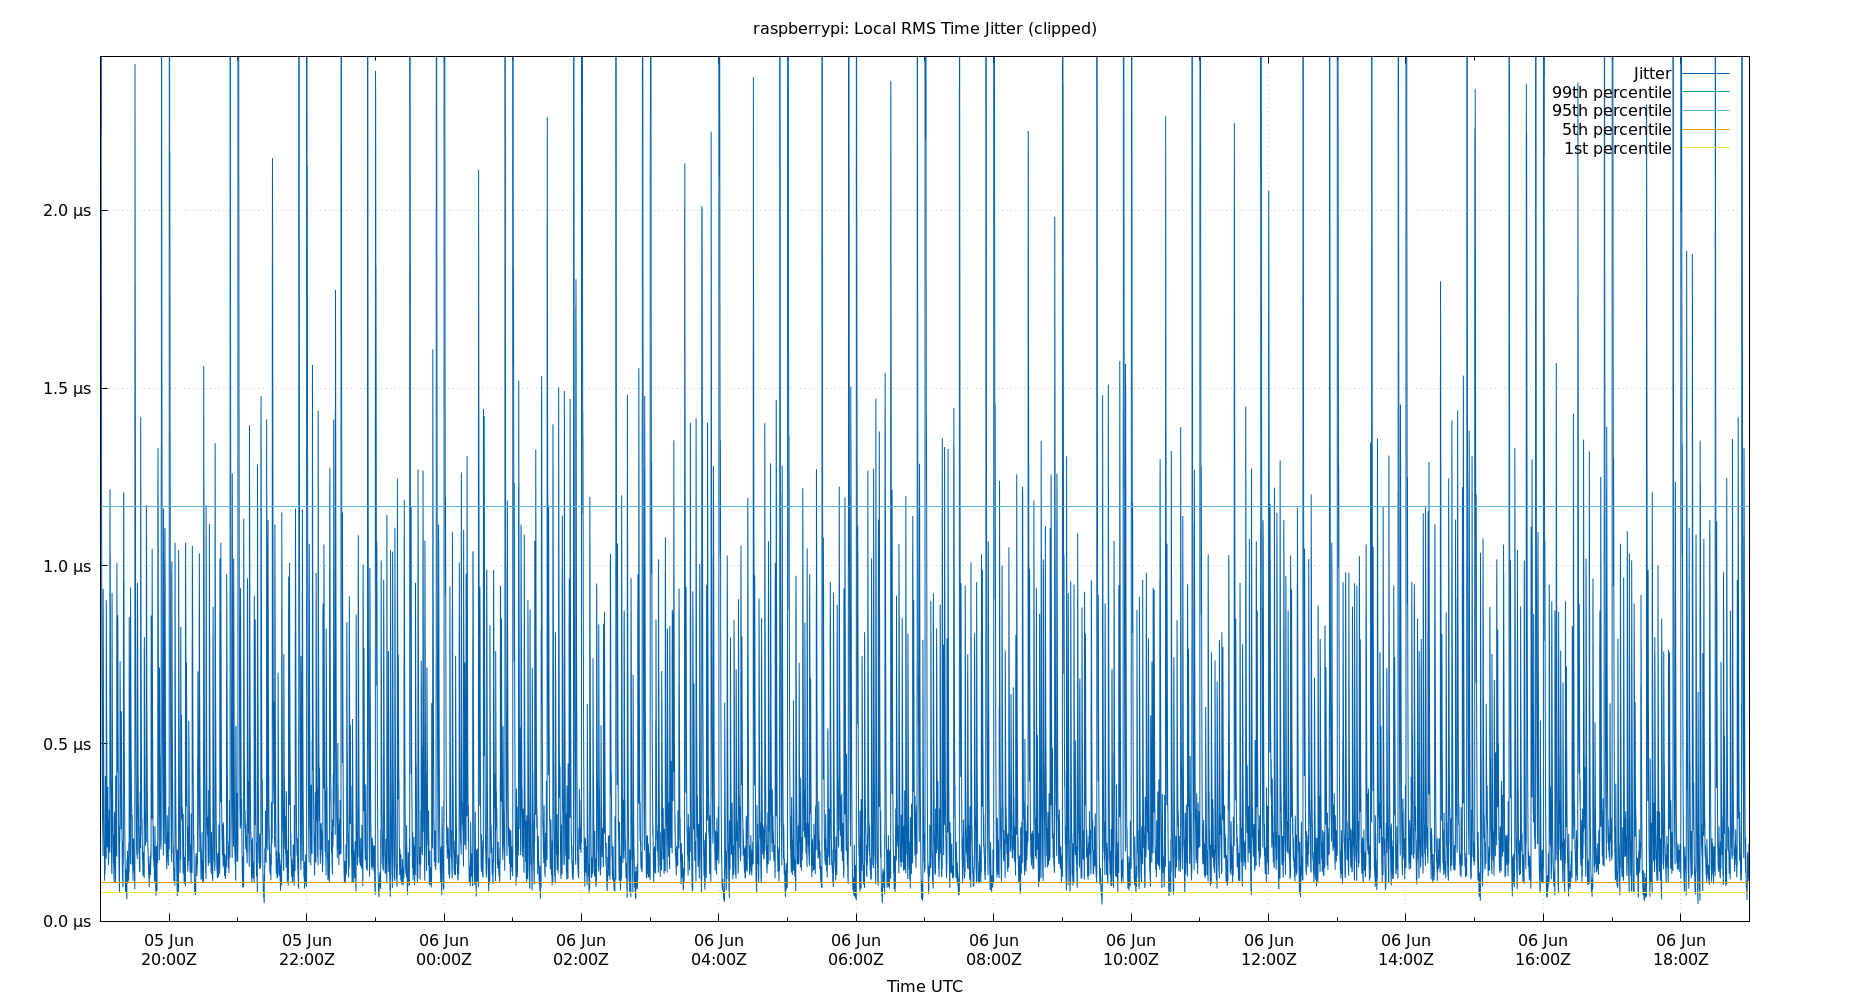 raspberrypi: Local RMS Time Jitter (clipped)
Jitter
99th percentile
95th percentile
5th percentile
1st percentile
2.0 µs
1.5 µs
1.0 µs
0.5 µs
0.0 µs
05 Jun 05 Jun 06 Jun 06 Jun 06 Jun 06 Jun 06 Jun 06 Jun 06 Jun 06 Jun 06 Jun 06 Jun
20:00Z 22:00Z 00:00Z 02:00Z 04:00Z 06:00Z 08:00Z 10:00Z 12:00Z 14:00Z 16:00Z 18:00Z
Time UTC